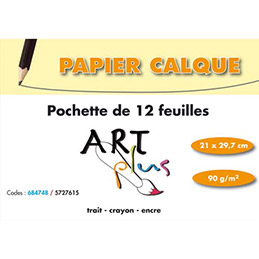 PAPIER CALQUE
Pochette de 12 feuilles
ART
plus
21 x 29,7 cm
90 g/m²
Codes : 684748 / 5727615
trait - crayon - encre